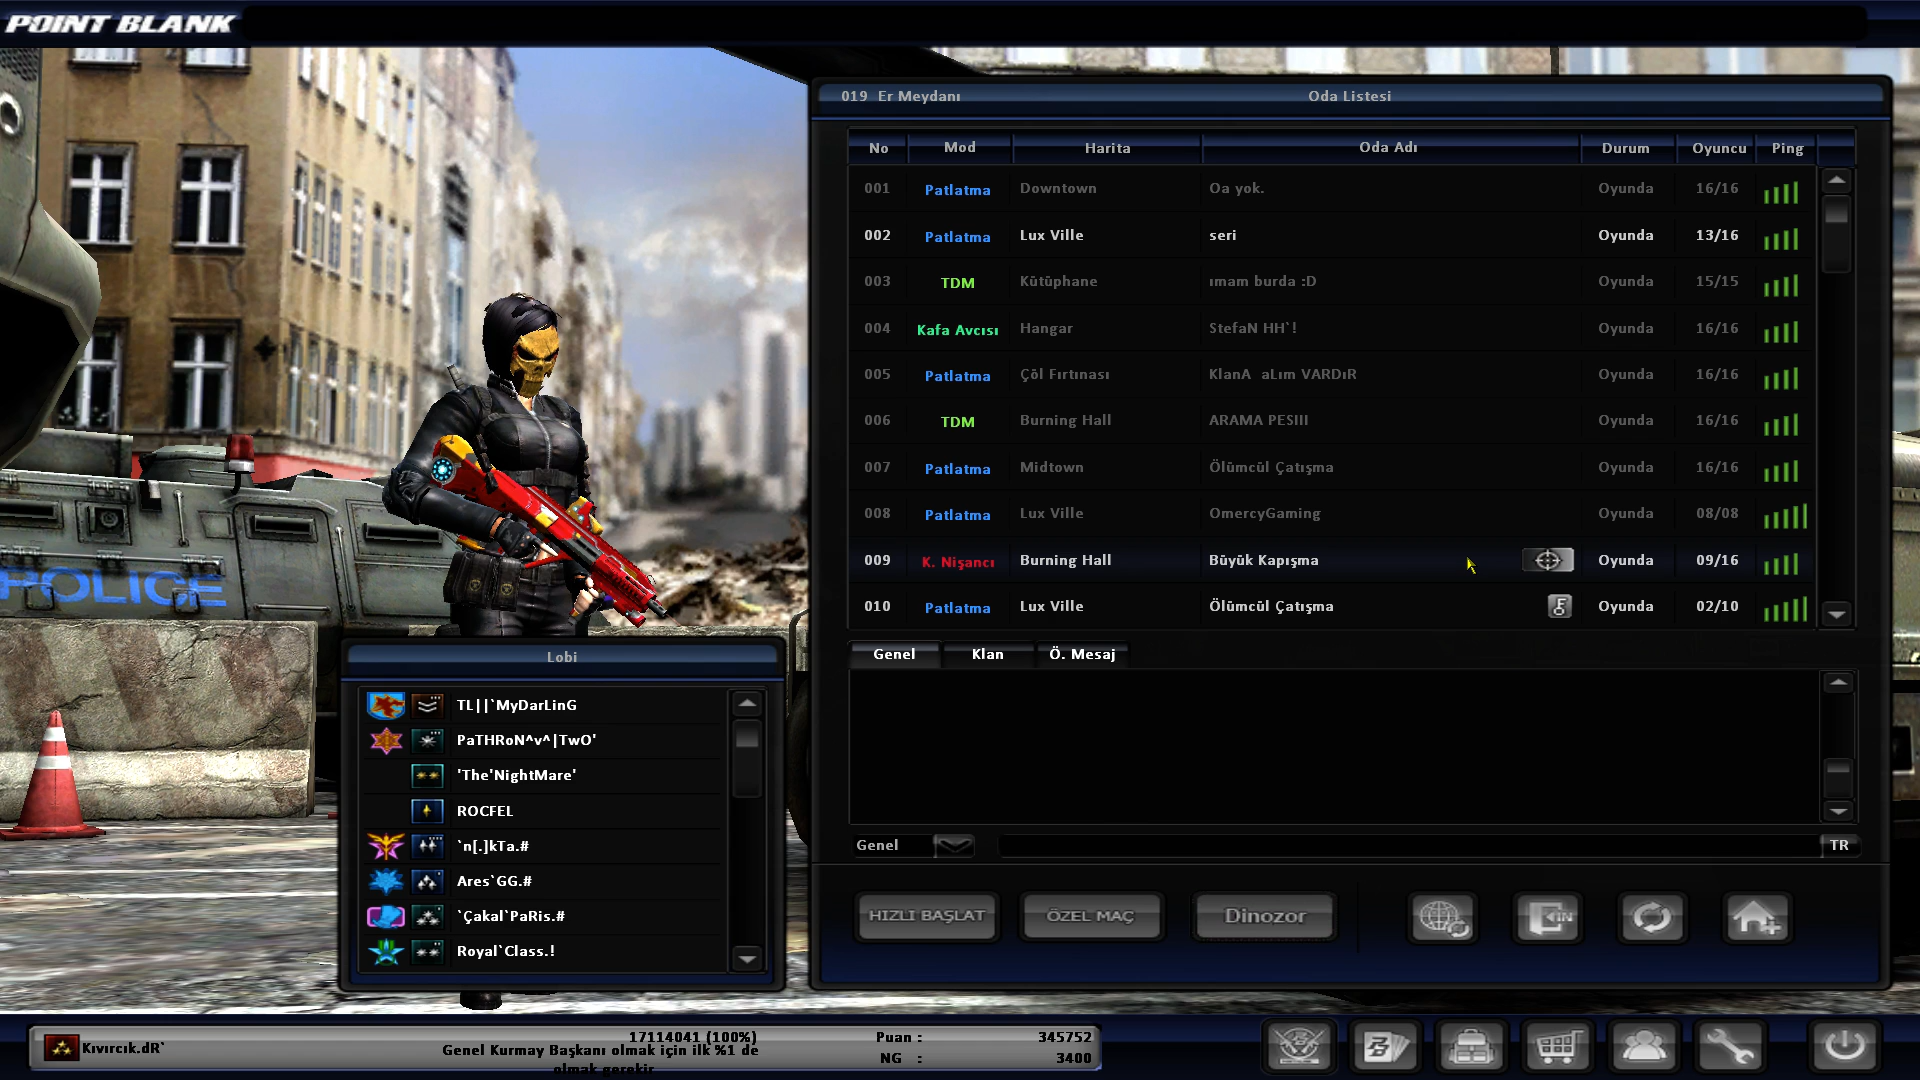 POINT BLANK
019 Er Meydanı
Oda Listesi
No Mod Harita Oda Adı Durum Oyuncu Ping
001 Patlatma Downtown Oa yok. Oyunda 16/16
002 Patlatma Lux Ville seri Oyunda 13/16
003 TDM Kütüphane ımam burda :D Oyunda 15/15
004 Kafa Avcısı Hangar StefaN HH`! Oyunda 16/16
005 Patlatma Çöl Fırtınası KlanA aLım VARDıR Oyunda 16/16
006 TDM Burning Hall ARAMA PESIII Oyunda 16/16
007 Patlatma Midtown Ölümcül Çatışma Oyunda 16/16
008 Patlatma Lux Ville OmercyGaming Oyunda 08/08
009 K. Nişancı Burning Hall Büyük Kapışma Oyunda 09/16
010 Patlatma Lux Ville Ölümcül Çatışma Oyunda 02/10
POLICE
Genel Klan Ö. Mesaj
Lobi
TL||`MyDarLinG
PaTHRoN^v^|TwO'
'The'NightMare'
ROCFEL
`n[.]kTa.#
Ares`GG.#
`Çakal`PaRis.#
Royal`Class.!
Genel
TR
HIZLI BAŞLAT ÖZEL MAÇ Dinozor
IN
Kıvırcık.dR`
17114041 (100%)
Genel Kurmay Başkanı olmak için ilk %1 de
olmak gerekir
Puan : 345752
NG : 3400